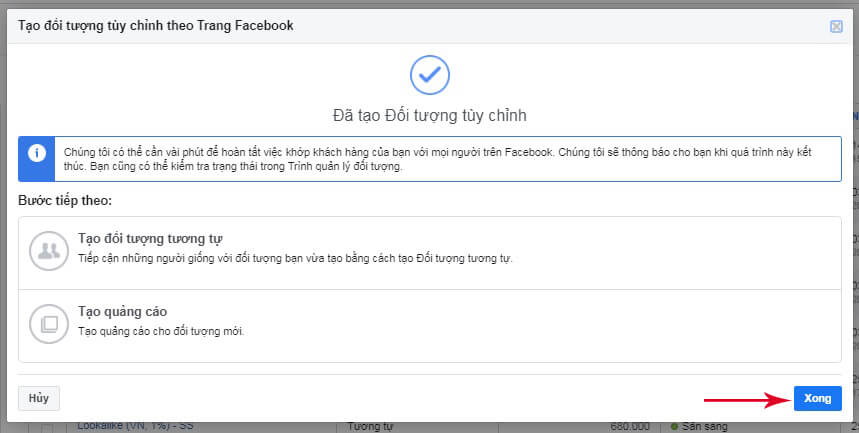 Tạo đối tượng tùy chỉnh theo Trang Facebook
Đã tạo Đối tượng tùy chỉnh
Chúng tôi có thể cần vài phút để hoàn tất việc khớp khách hàng của bạn với mọi người trên Facebook. Chúng tôi sẽ thông báo cho bạn khi quá trình này kết
thúc. Bạn cũng có thể kiểm tra trạng thái trong Trình quản lý đối tượng.
Bước tiếp theo:
Tạo đối tượng tương tự
Tiếp cận những người giống với đối tượng bạn vừa tạo bằng cách tạo Đối tượng tương tự.
Tạo quảng cáo
Tạo quảng cáo cho đối tượng mới.
Hủy
Xong
Lookalike (VN, 1%) - SS Tương tự 680.000 Sẵn sàng